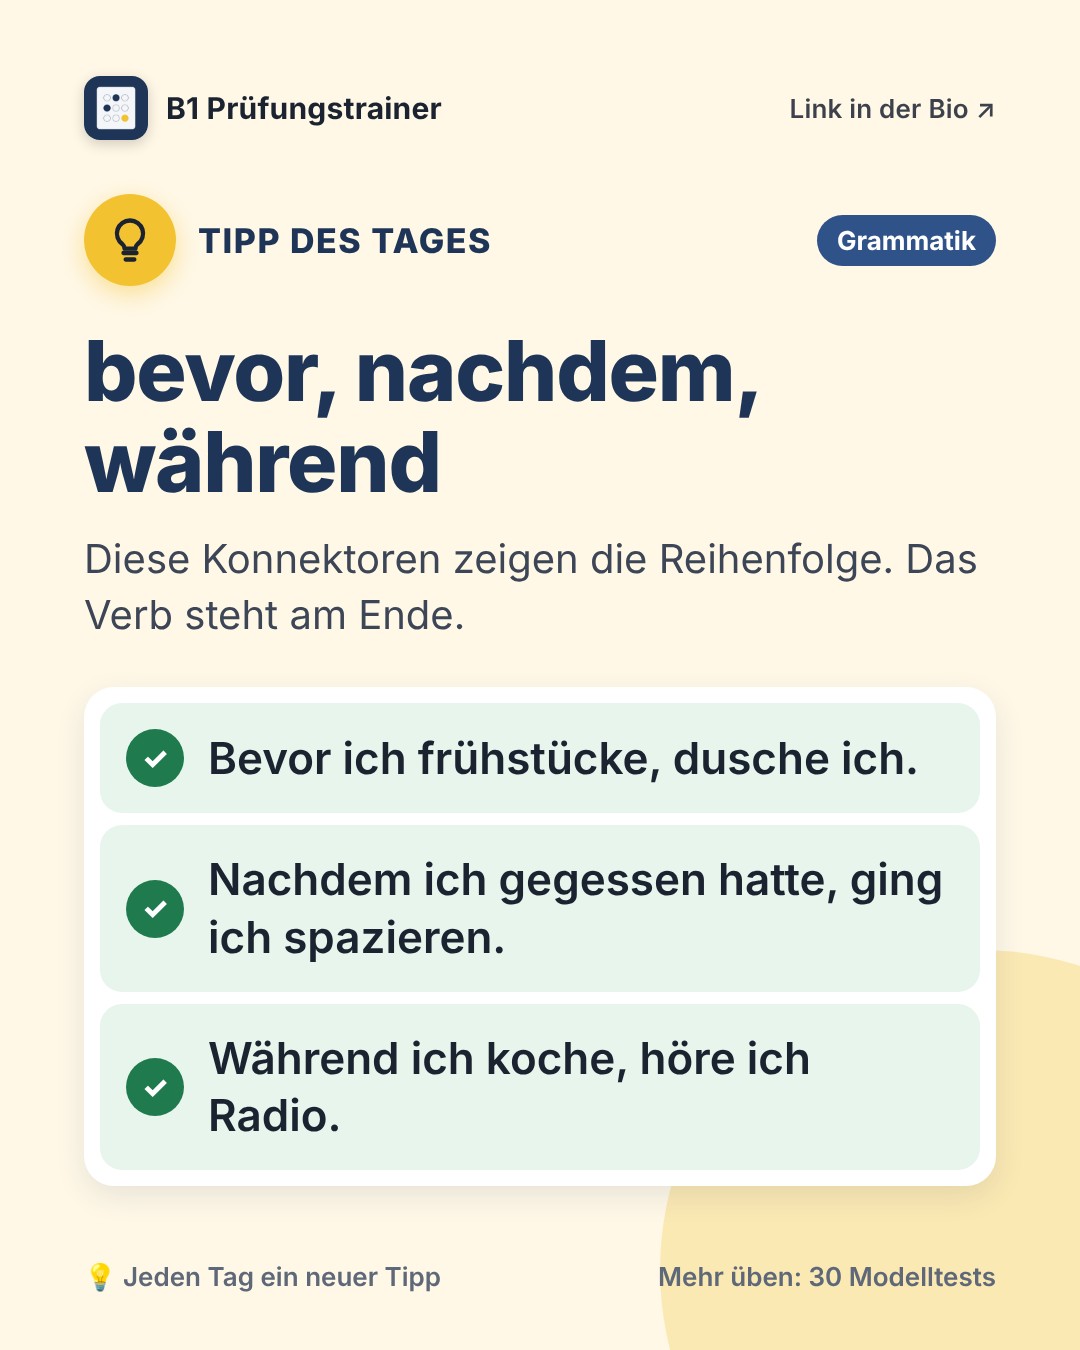 B1 Prüfungstrainer
Link in der Bio ↗
TIPP DES TAGES
Grammatik
bevor, nachdem,
während
Diese Konnektoren zeigen die Reihenfolge. Das
Verb steht am Ende.
Bevor ich frühstücke, dusche ich.
Nachdem ich gegessen hatte, ging
ich spazieren.
Während ich koche, höre ich
Radio.
💡 Jeden Tag ein neuer Tipp
Mehr üben: 30 Modelltests